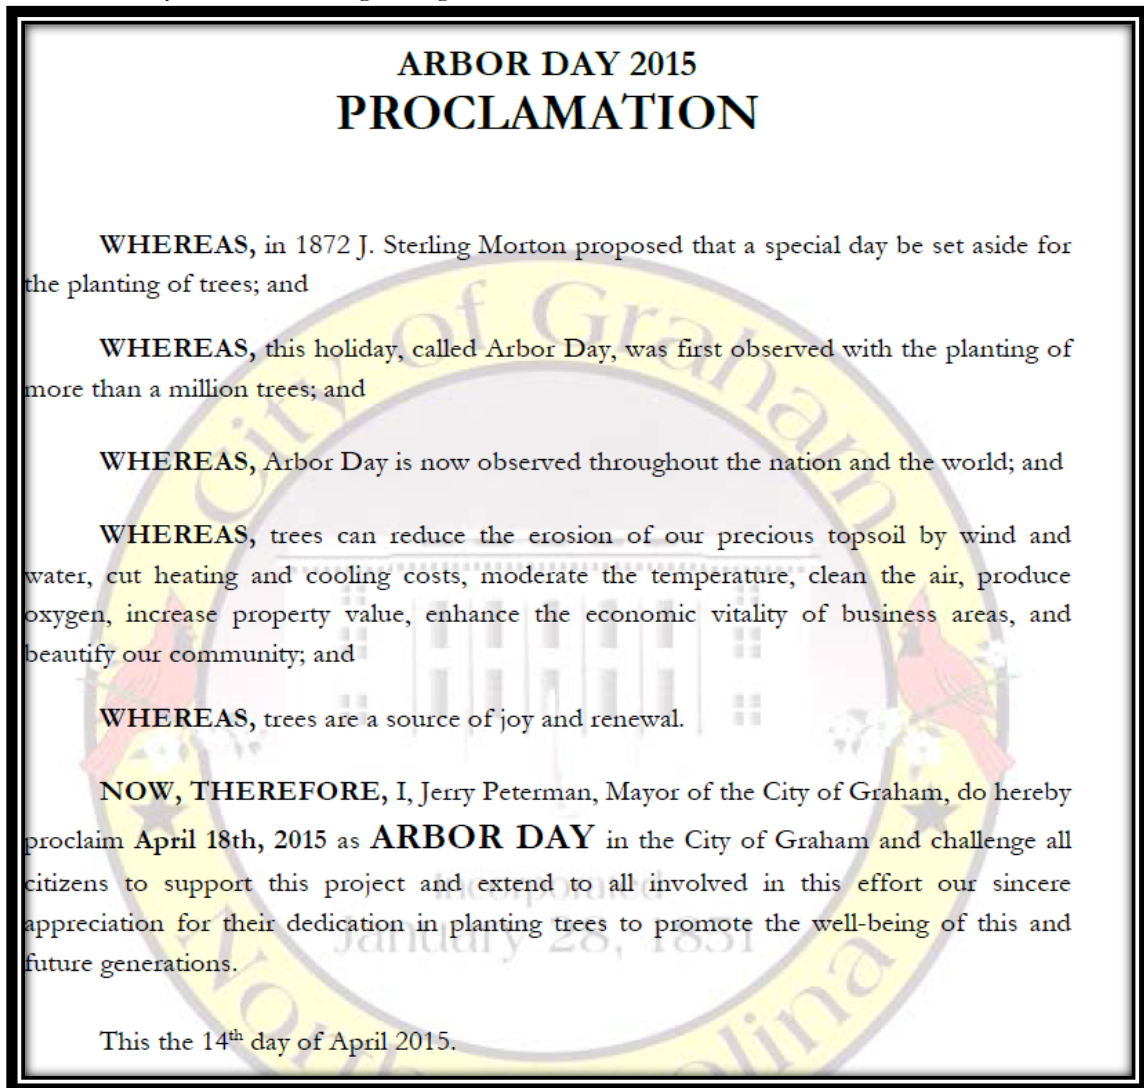 ARBOR DAY 2015
PROCLAMATION
WHEREAS, in 1872 J. Sterling Morton proposed that a special day be set aside for
the planting of trees; and
WHEREAS, this holiday, called Arbor Day, was first observed with the planting of
more than a million trees; and
WHEREAS, Arbor Day is now observed throughout the nation and the world; and
WHEREAS, trees can reduce the erosion of our precious topsoil by wind and
water, cut heating and cooling costs, moderate the temperature, clean the air, produce
oxygen, increase property value, enhance the economic vitality of business areas, and
beautify our community; and
WHEREAS, trees are a source of joy and renewal.
NOW, THEREFORE, I, Jerry Peterman, Mayor of the City of Graham, do hereby
proclaim April 18th, 2015 as ARBOR DAY in the City of Graham and challenge all
citizens to support this project and extend to all involved in this effort our sincere
appreciation for their dedication in planting trees to promote the well-being of this and
future generations.
This the 14th day of April 2015.
City of Graham
Incorporated
January 28, 1851